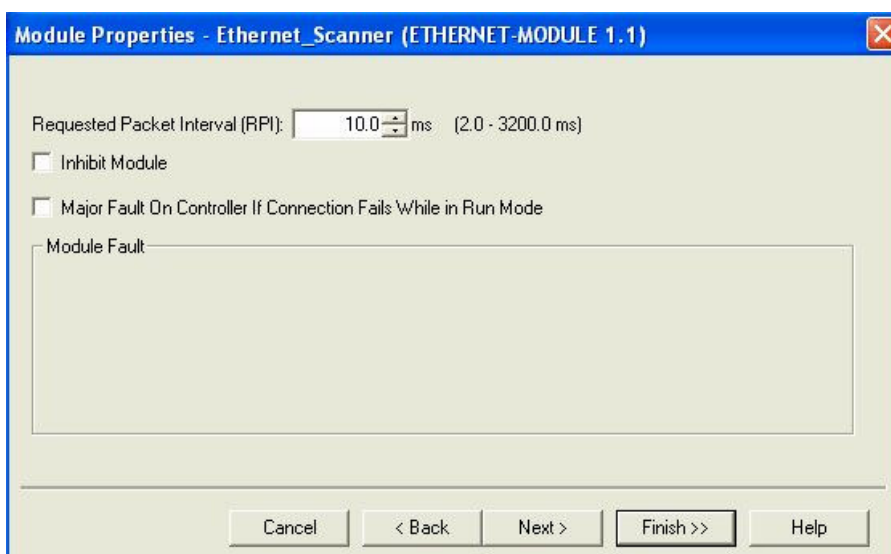 Module Properties - Ethernet_Scanner (ETHERNET-MODULE 1.1)
Requested Packet Interval (RPI): 10.0 ms (2.0 - 3200.0 ms)
Inhibit Module
Major Fault On Controller If Connection Fails While in Run Mode
Module Fault
Cancel < Back Next > Finish >> Help